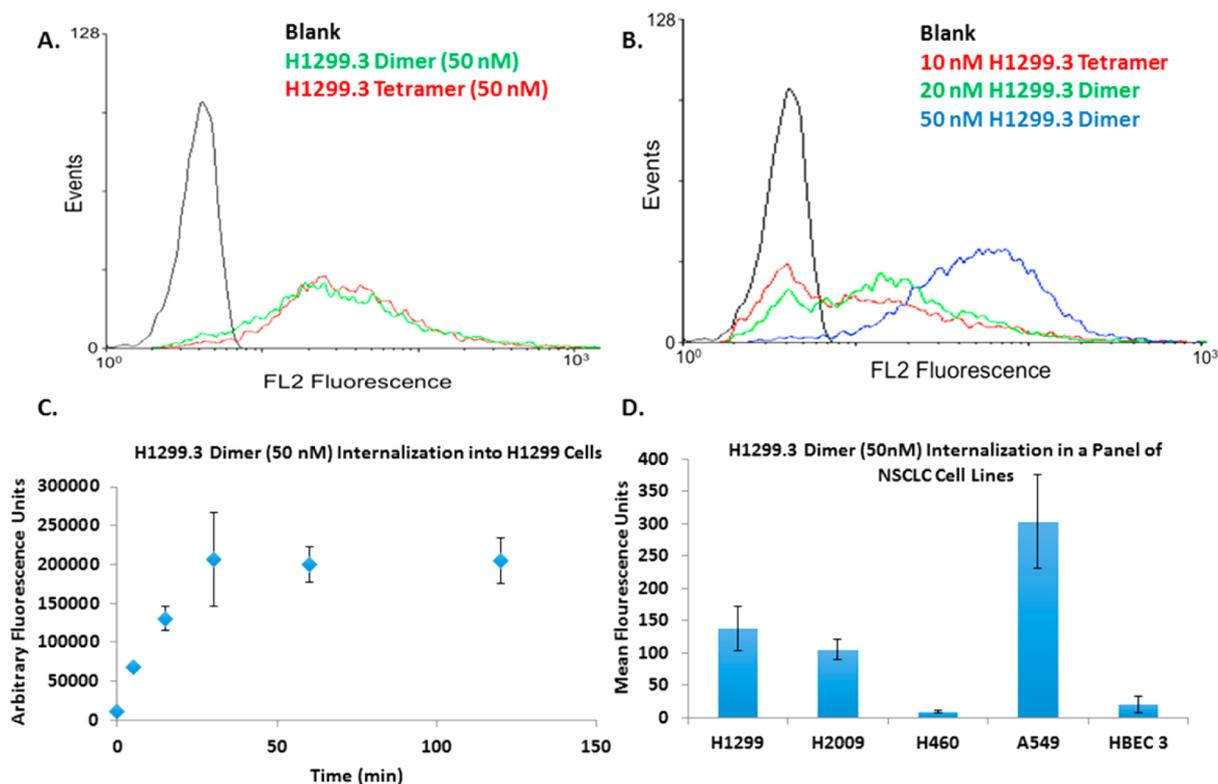 A.
128
Blank
H1299.3 Dimer (50 nM)
H1299.3 Tetramer (50 nM)
Events
0
10⁰
10³
FL2 Fluorescence
B.
128
Blank
10 nM H1299.3 Tetramer
20 nM H1299.3 Dimer
50 nM H1299.3 Dimer
Events
0
10⁰
10³
FL2 Fluorescence
C.
H1299.3 Dimer (50 nM) Internalization into H1299 Cells
Arbitrary Fluorescence Units
300000
250000
200000
150000
100000
50000
0
0
50
100
150
Time (min)
D.
H1299.3 Dimer (50nM) Internalization in a Panel of
NSCLC Cell Lines
Mean Flourescence Units
400
350
300
250
200
150
100
50
0
H1299
H2009
H460
A549
HBEC 3